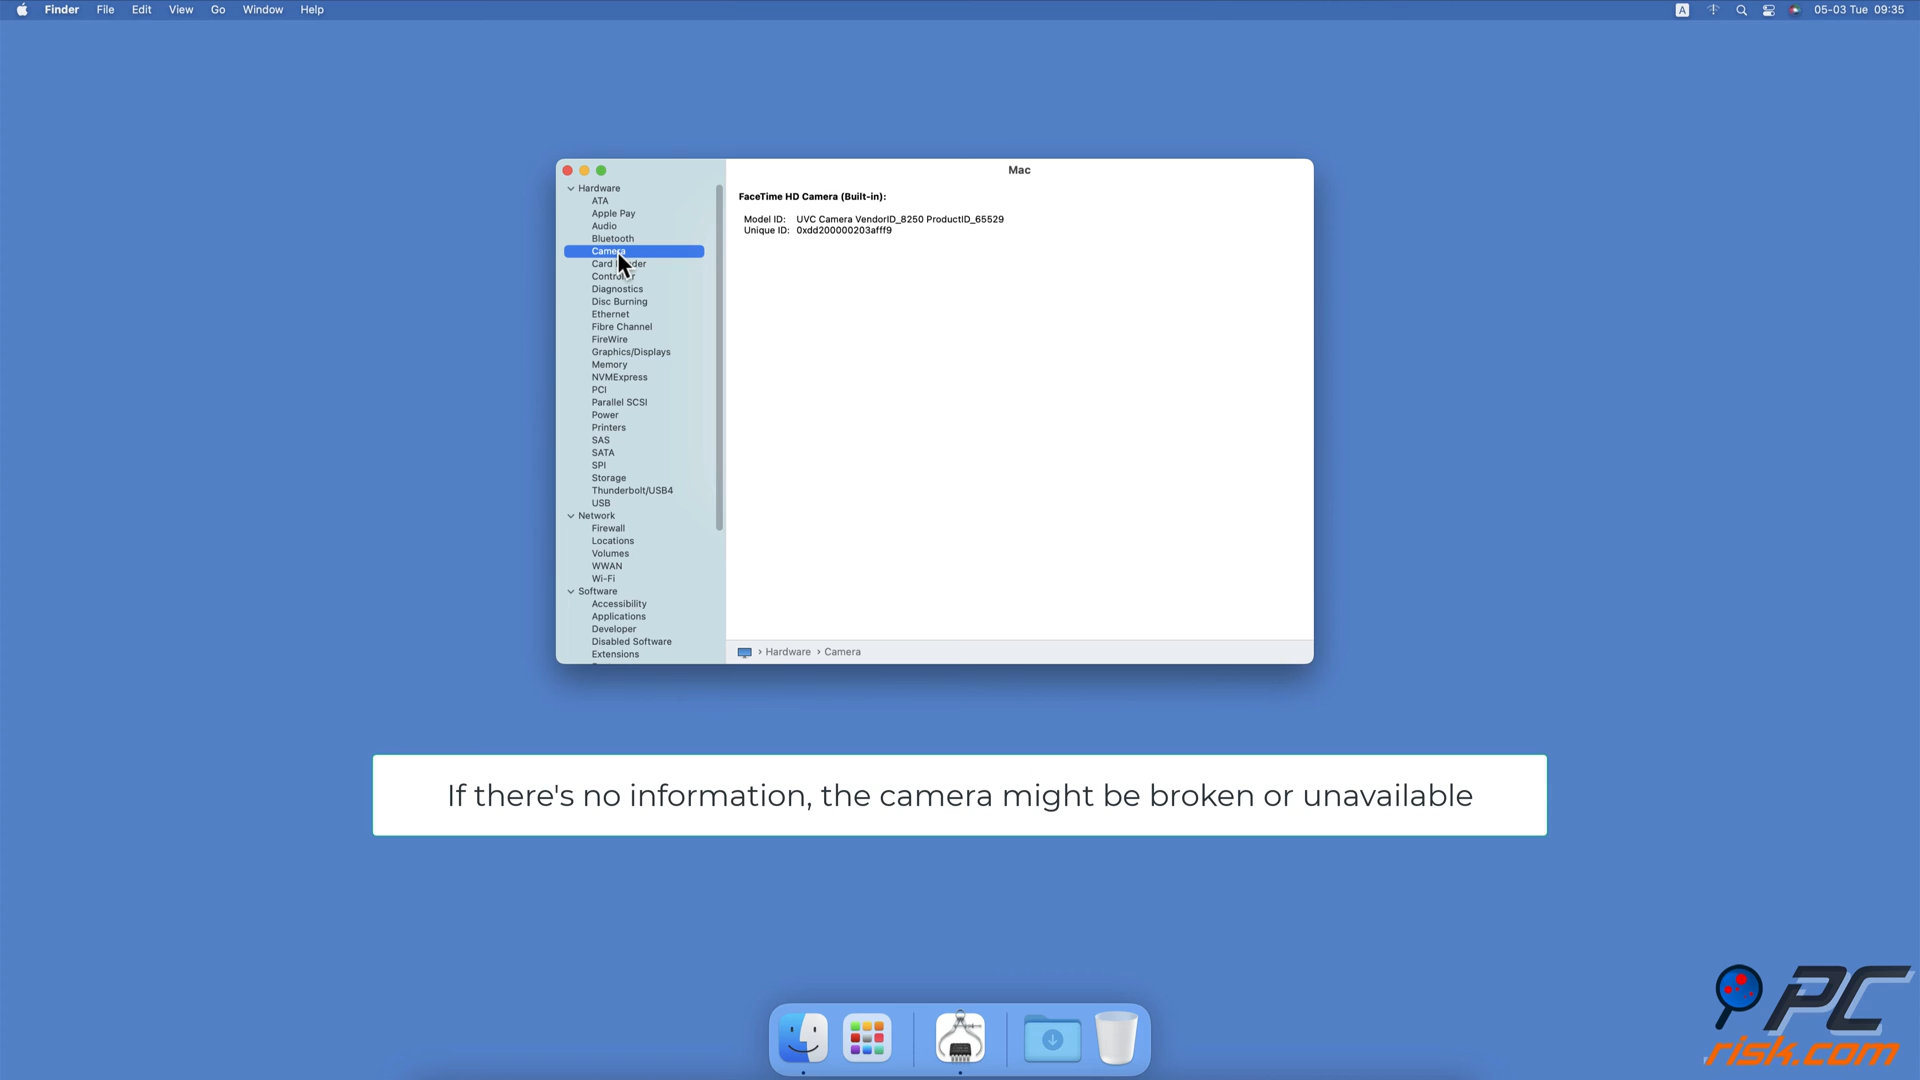 Finder File Edit View Go Window Help
A 05-03 Tue 09:35
Mac
Hardware
ATA
Apple Pay
Audio
Bluetooth
Camera
Controller
Diagnostics
Disc Burning
Ethernet
Fibre Channel
FireWire
Graphics/Displays
Memory
NVMExpress
PCI
Parallel SCSI
Power
Printers
SAS
SATA
SPI
Storage
Thunderbolt/USB4
USB
Network
Firewall
Locations
Volumes
WWAN
Wi-Fi
Software
Accessibility
Applications
Developer
Disabled Software
Extensions
FaceTime HD Camera (Built-in):
Model ID: UVC Camera VendorID_8250 ProductID_65529
Unique ID: 0xdd200000203afff9
› Hardware › Camera
If there's no information, the camera might be broken or unavailable
PC
risk.com